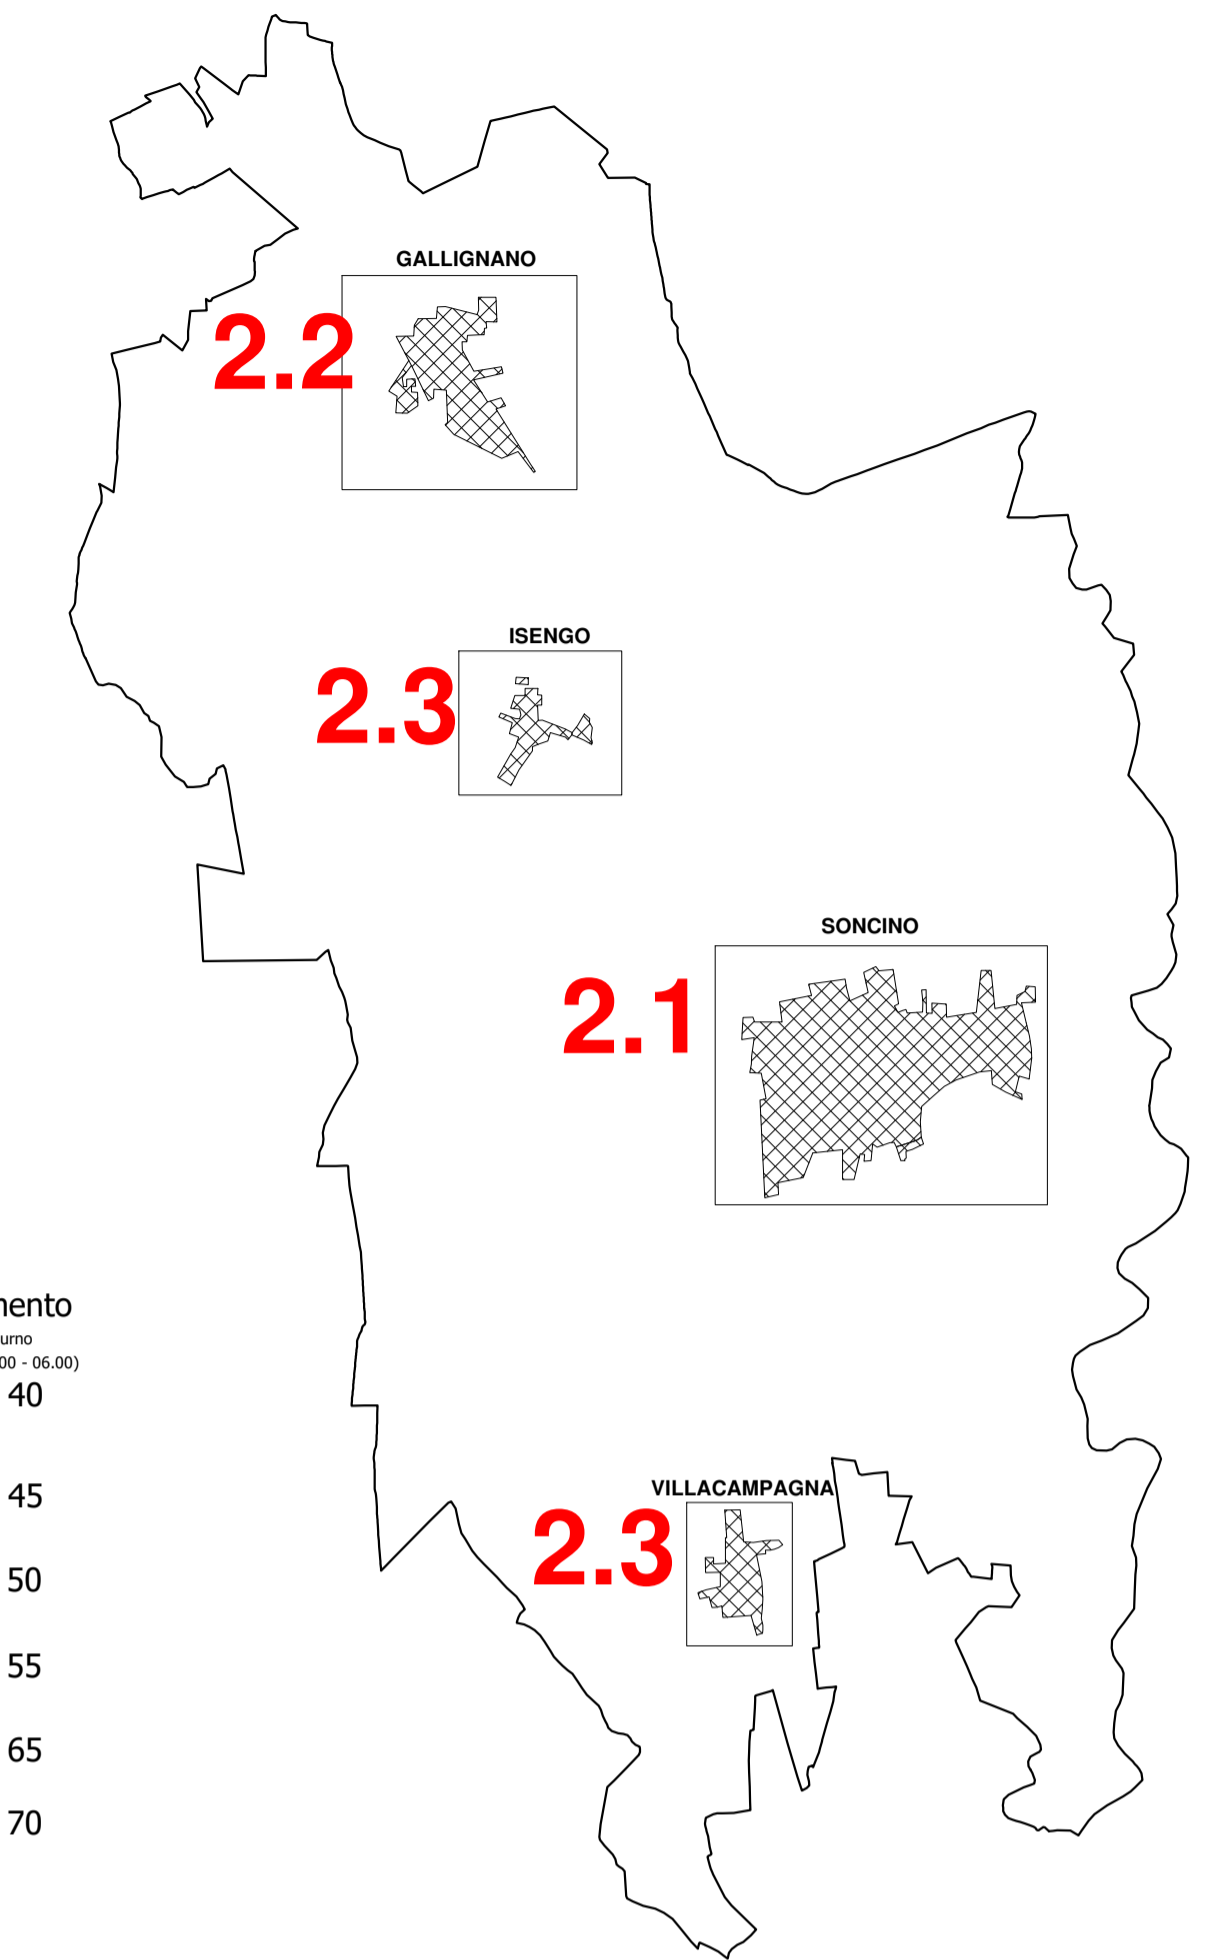 GALLIGNANO
2.2
ISENGO
2.3
SONCINO
2.1
VILLACAMPAGNA
2.3
mento
urno
00 - 06.00)
40
45
50
55
65
70